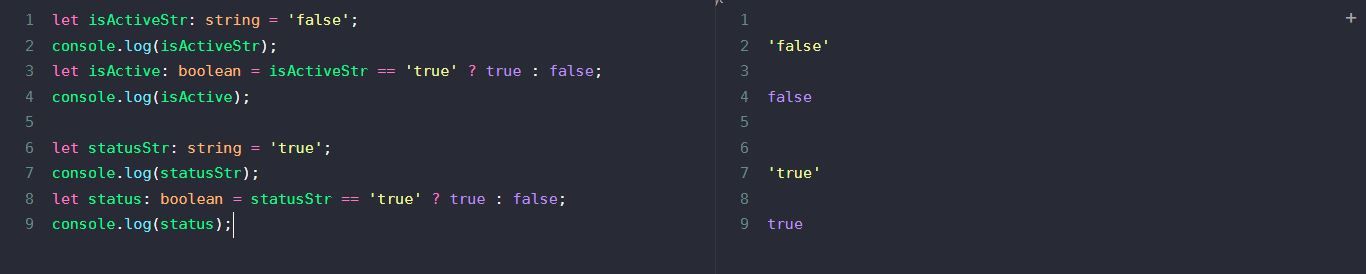 1 let isActiveStr: string = 'false';
2 console.log(isActiveStr);
3 let isActive: boolean = isActiveStr == 'true' ? true : false;
4 console.log(isActive);
5
6 let statusStr: string = 'true';
7 console.log(statusStr);
8 let status: boolean = statusStr == 'true' ? true : false;
9 console.log(status);
1
2 'false'
3
4 false
5
6
7 'true'
8
9 true
+